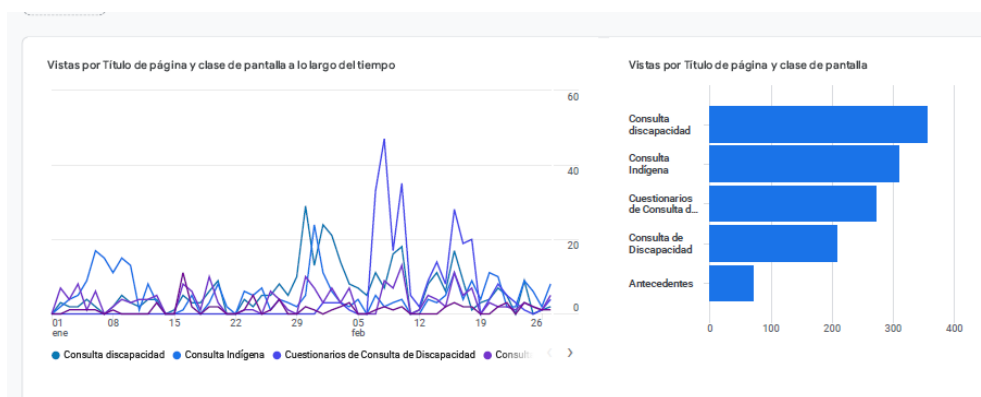 Vistas por Título de página y clase de pantalla a lo largo del tiempo
60
40
20
0
01
ene
08
15
22
29
05
feb
12
19
26
Consulta discapacidad
Consulta Indígena
Cuestionarios de Consulta de Discapacidad
Vistas por Título de página y clase de pantalla
Consulta
discapacidad
Consulta
Indígena
Cuestionarios
de Consulta d...
Consulta de
Discapacidad
Antecedentes
0
100
200
300
400